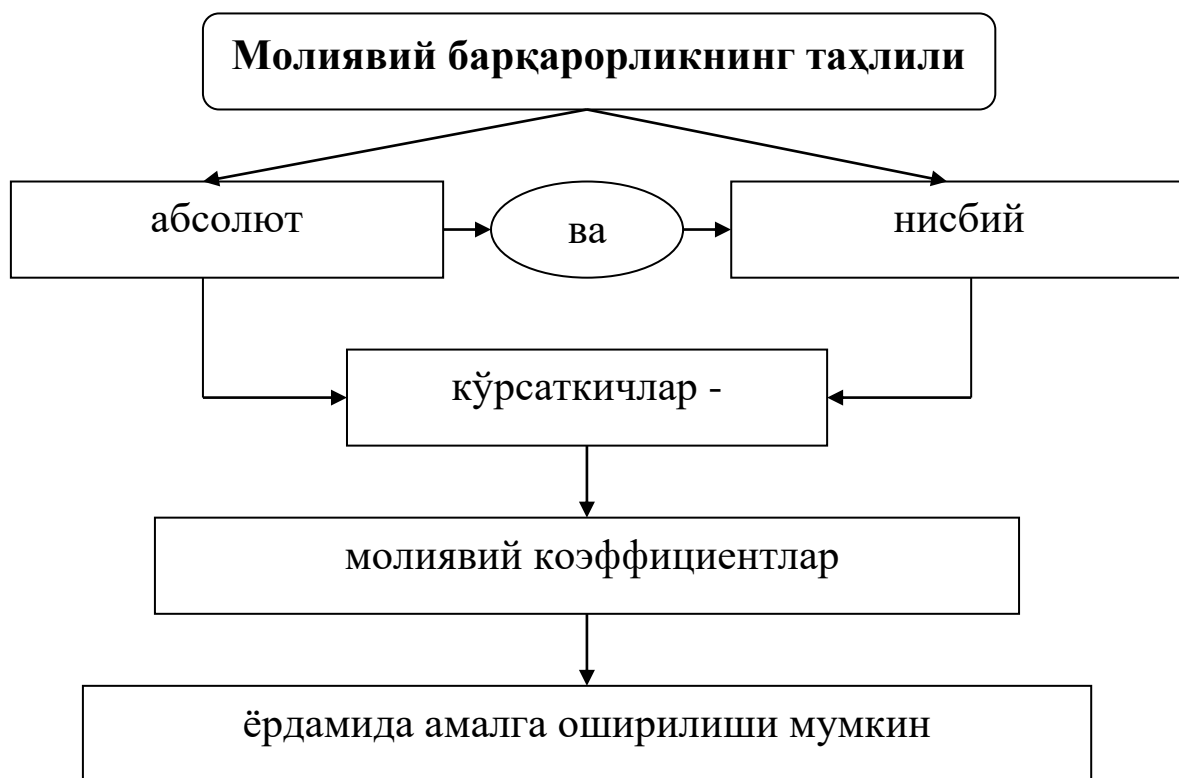 Молиявий барқарорликнинг таҳлили
абсолют
ва
нисбий
кўрсаткичлар -
молиявий коэффициентлар
ёрдамида амалга оширилиши мумкин